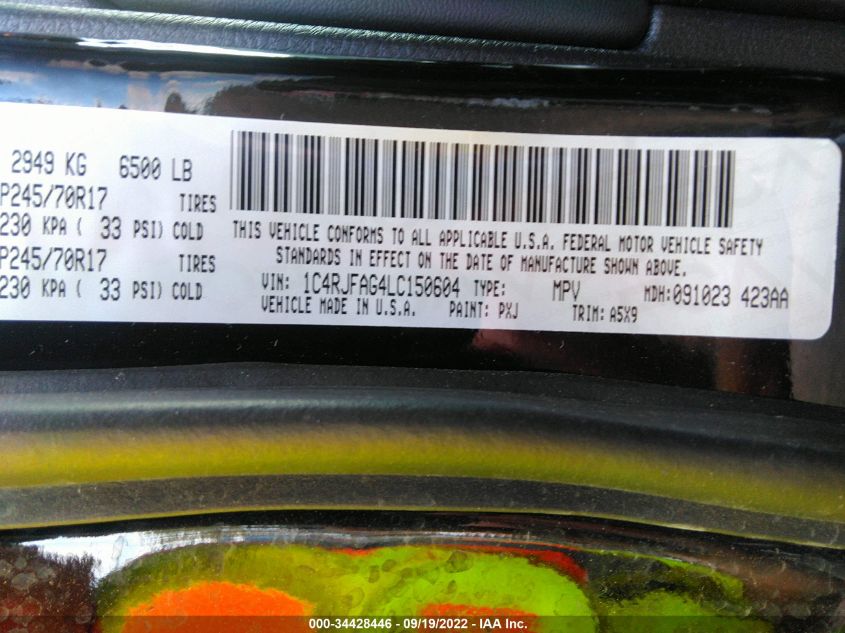 2949 KG 6500 LB
P245/70R17 TIRES
230 KPA ( 33 PSI) COLD
P245/70R17 TIRES
230 KPA ( 33 PSI) COLD
THIS VEHICLE CONFORMS TO ALL APPLICABLE U.S.A. FEDERAL MOTOR VEHICLE SAFETY
STANDARDS IN EFFECT ON THE DATE OF MANUFACTURE SHOWN ABOVE.
VIN: 1C4RJFAG4LC150604 TYPE: MPV MDH:091023 423AA
VEHICLE MADE IN U.S.A. PAINT: PXJ TRIM: A5X9
000-34428446 - 09/19/2022 - IAA Inc.